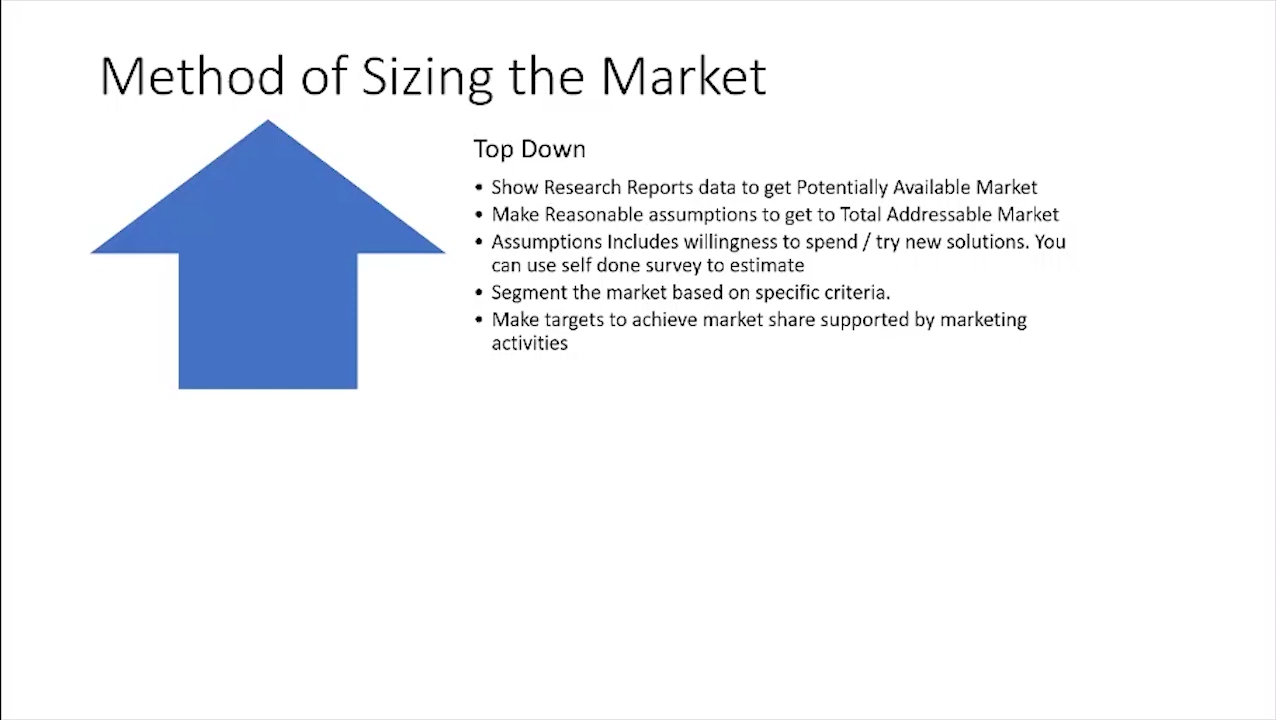 Method of Sizing the Market
Top Down
• Show Research Reports data to get Potentially Available Market
• Make Reasonable assumptions to get to Total Addressable Market
• Assumptions Includes willingness to spend / try new solutions. You
can use self done survey to estimate
• Segment the market based on specific criteria.
• Make targets to achieve market share supported by marketing
activities